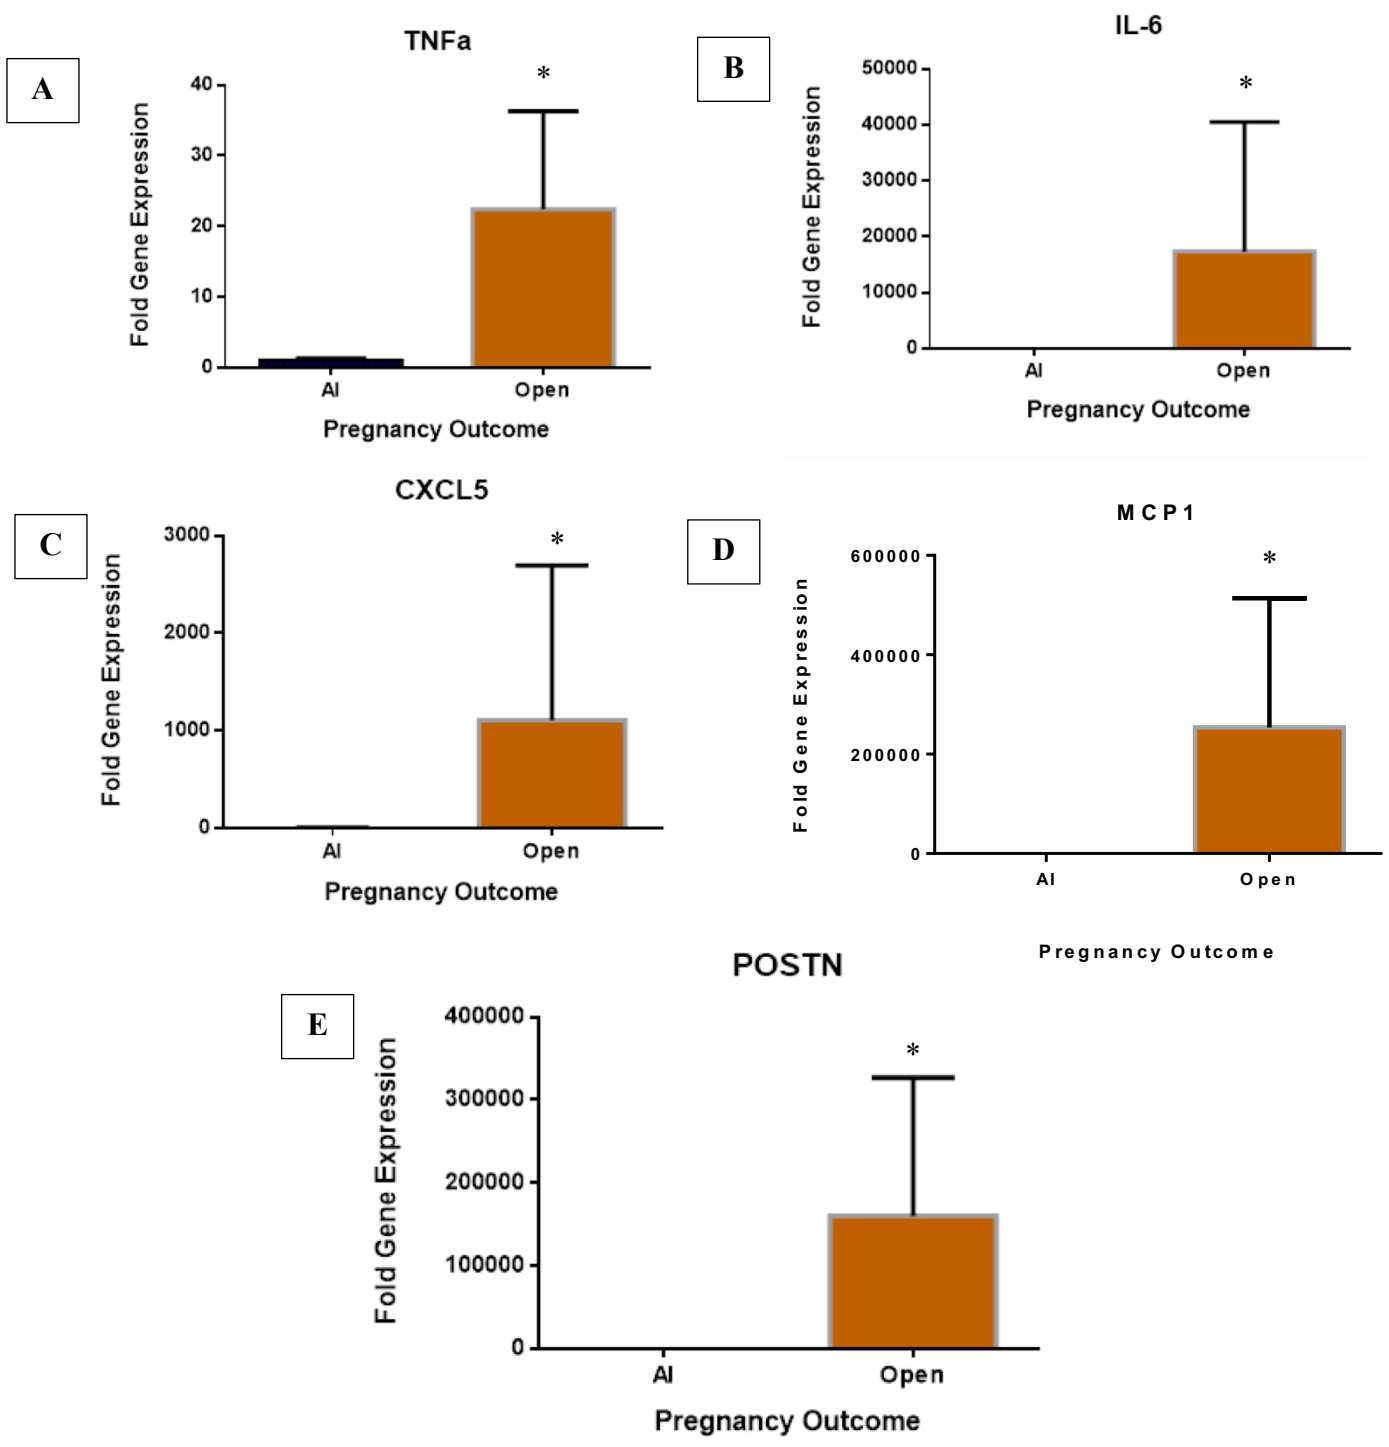 A
TNFa
*
40
30
20
10
0
Fold Gene Expression
AI
Open
Pregnancy Outcome
B
IL-6
*
50000
40000
30000
20000
10000
0
Fold Gene Expression
AI
Open
Pregnancy Outcome
C
CXCL5
*
3000
2000
1000
0
Fold Gene Expression
AI
Open
Pregnancy Outcome
D
MCP1
*
600000
400000
200000
0
Fold Gene Expression
AI
Open
Pregnancy Outcome
E
POSTN
*
400000
300000
200000
100000
0
Fold Gene Expression
AI
Open
Pregnancy Outcome